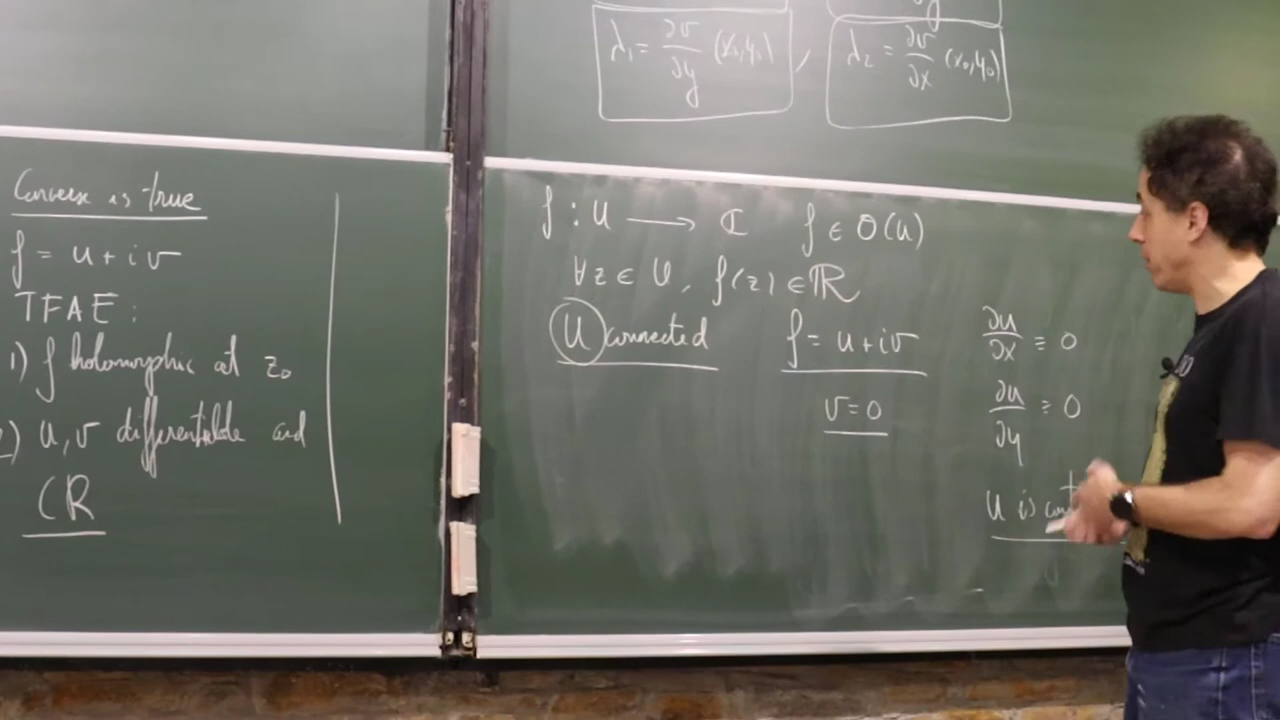 λ₁ = ∂v/∂y (x₀,y₀) , λ₂ = ∂v/∂x (x₀,y₀)
Converse is true
f = u + iv
TFAE:
1) f holomorphic at z₀
2) u, v differentiable and
CR
f : U ⟶ ℂ f ∈ O(U)
∀z ∈ U, f(z) ∈ ℝ
U connected f = u + iv
v = 0
∂u/∂x ≡ 0
∂u/∂y ≡ 0
u is